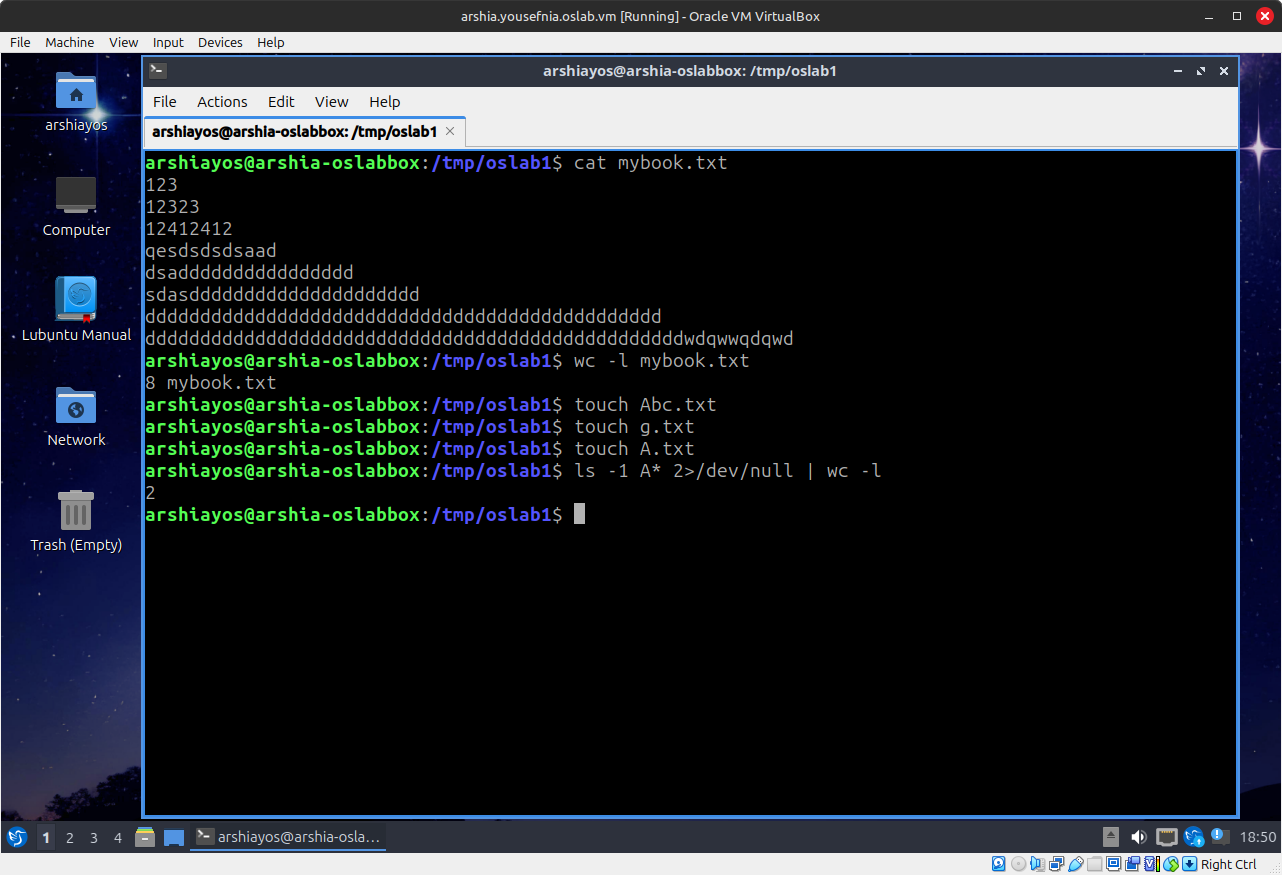 arshia.yousefnia.oslab.vm [Running] - Oracle VM VirtualBox
File Machine View Input Devices Help
arshiayos@arshia-oslabbox: /tmp/oslab1
File Actions Edit View Help
arshiayos@arshia-oslabbox: /tmp/oslab1
arshiayos
Computer
Lubuntu Manual
Network
Trash (Empty)
arshiayos@arshia-oslabbox:/tmp/oslab1$ cat mybook.txt
123
12323
12412412
qesdsdsdsaad
dsadddddddddddddddd
sdasddddddddddddddddddddd
ddddddddddddddddddddddddddddddddddddddddddddddd
dddddddddddddddddddddddddddddddddddddddddddddddddwdqwwqdqwd
arshiayos@arshia-oslabbox:/tmp/oslab1$ wc -l mybook.txt
8 mybook.txt
arshiayos@arshia-oslabbox:/tmp/oslab1$ touch Abc.txt
arshiayos@arshia-oslabbox:/tmp/oslab1$ touch g.txt
arshiayos@arshia-oslabbox:/tmp/oslab1$ touch A.txt
arshiayos@arshia-oslabbox:/tmp/oslab1$ ls -1 A* 2>/dev/null | wc -l
2
arshiayos@arshia-oslabbox:/tmp/oslab1$
1 2 3 4 arshiayos@arshia-osla... 18:50
Right Ctrl